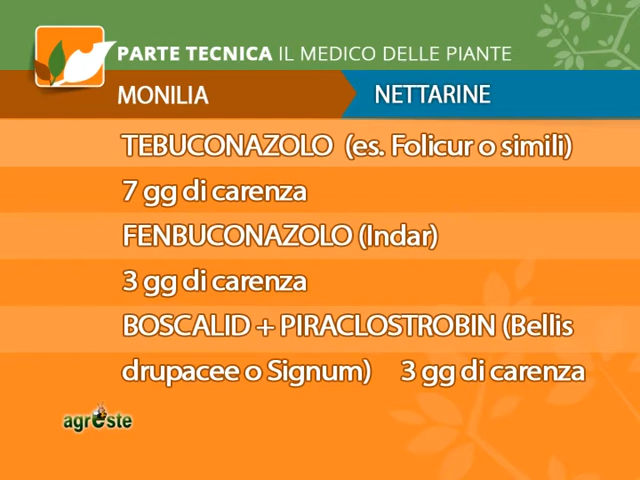 PARTE TECNICA IL MEDICO DELLE PIANTE
MONILIA
NETTARINE
TEBUCONAZOLO (es. Folicur o simili)
7 gg di carenza
FENBUCONAZOLO (Indar)
3 gg di carenza
BOSCALID + PIRACLOSTROBIN (Bellis
drupacee o Signum) 3 gg di carenza
agreste